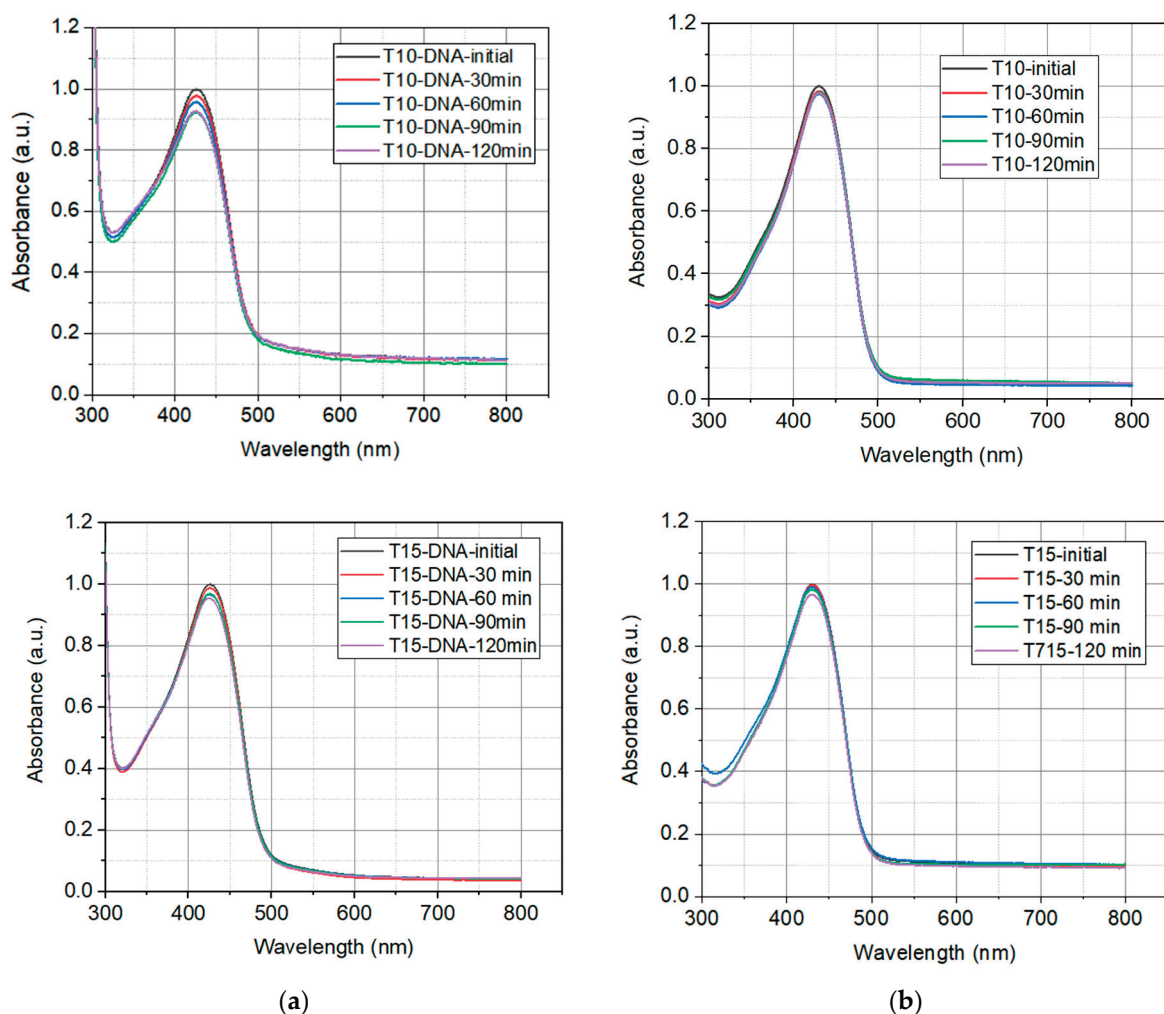 1.2
1.0
0.8
0.6
0.4
0.2
0.0
Absorbance (a.u.)
T10-DNA-initial
T10-DNA-30min
T10-DNA-60min
T10-DNA-90min
T10-DNA-120min
300 400 500 600 700 800
Wavelength (nm)
1.2
1.0
0.8
0.6
0.4
0.2
0.0
Absorbance (a.u.)
T10-initial
T10-30min
T10-60min
T10-90min
T10-120min
300 400 500 600 700 800
Wavelength (nm)
1.2
1.0
0.8
0.6
0.4
0.2
0.0
Absorbance (a.u.)
T15-DNA-initial
T15-DNA-30 min
T15-DNA-60 min
T15-DNA-90min
T15-DNA-120min
300 400 500 600 700 800
Wavelength (nm)
(a)
1.2
1.0
0.8
0.6
0.4
0.2
0.0
Absorbance (a.u.)
T15-initial
T15-30 min
T15-60 min
T15-90 min
T715-120 min
300 400 500 600 700 800
Wavelength (nm)
(b)